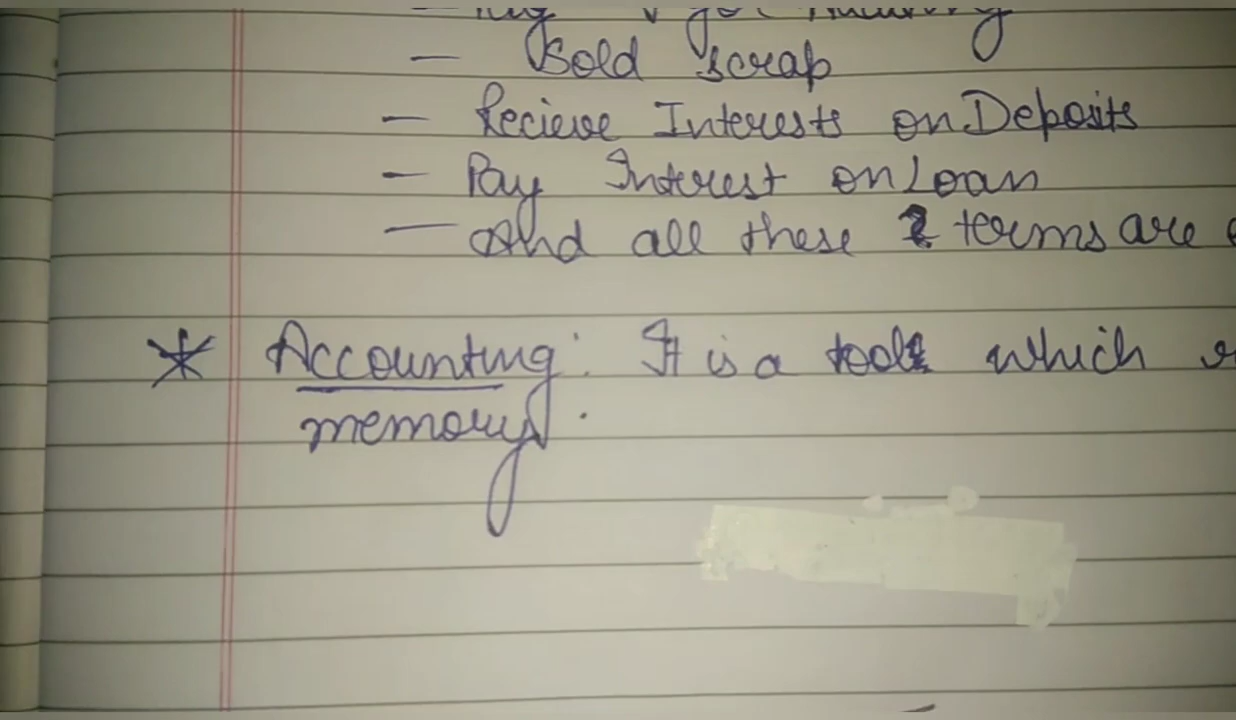 — Sold scrap
— Recieve Interests on Deposits
— Pay Interest on Loan
— And all these terms are
* Accounting: It is a tool which
memory.